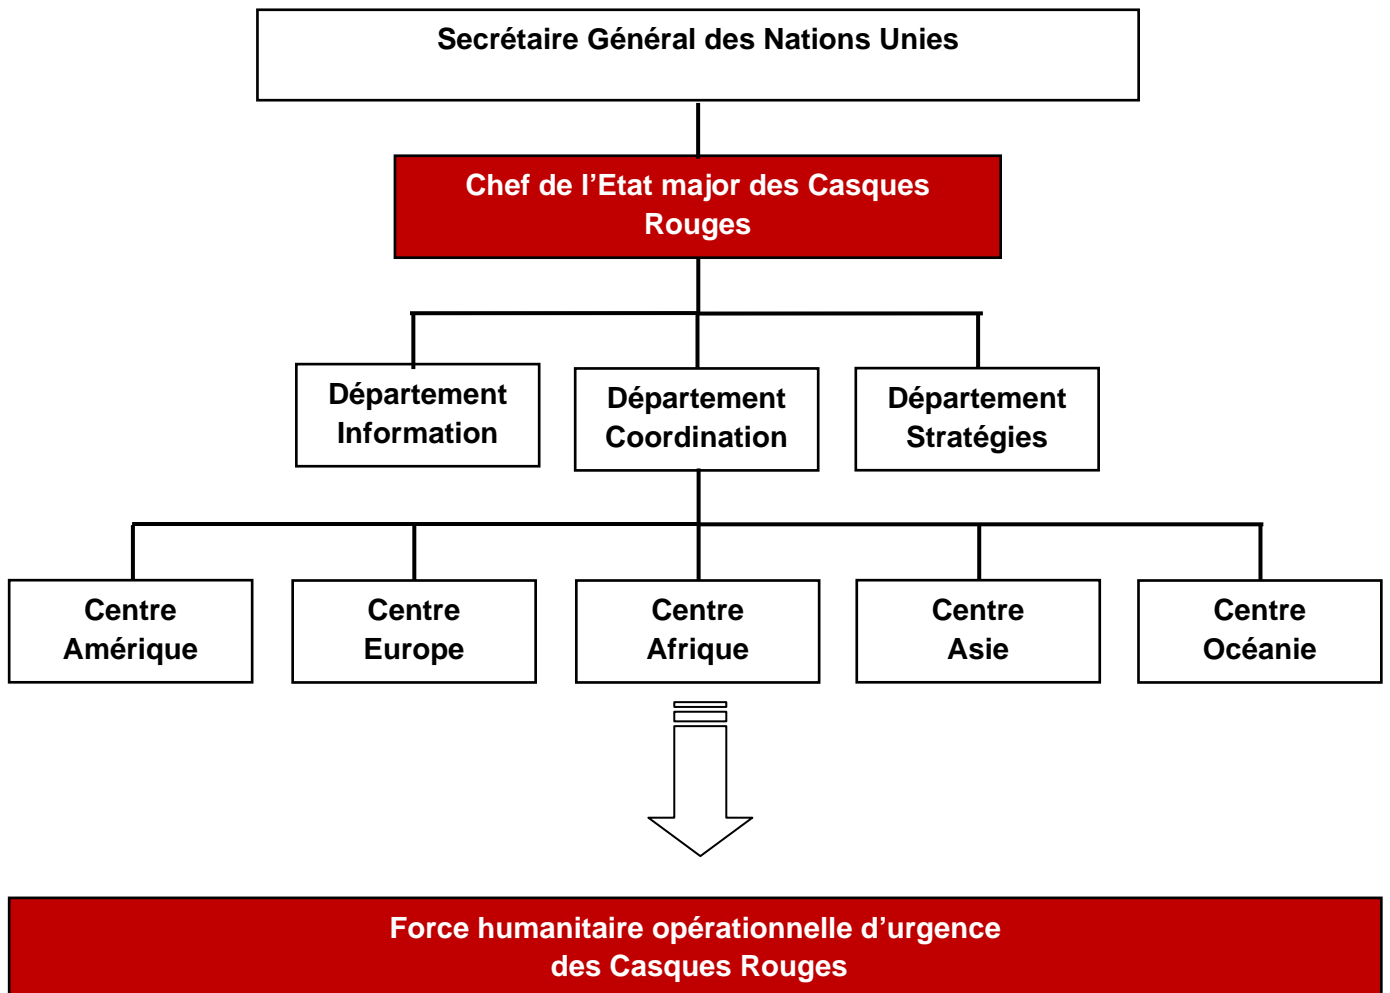 Secrétaire Général des Nations Unies
Chef de l’Etat major des Casques
Rouges
Département
Information
Département
Coordination
Département
Stratégies
Centre
Amérique
Centre
Europe
Centre
Afrique
Centre
Asie
Centre
Océanie
Force humanitaire opérationnelle d’urgence
des Casques Rouges